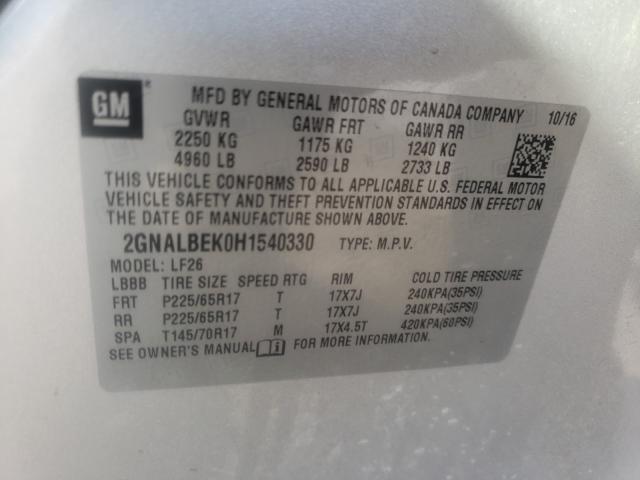 GM
MFD BY GENERAL MOTORS OF CANADA COMPANY 10/16
GVWR GAWR FRT GAWR RR
2250 KG 1175 KG 1240 KG
4960 LB 2590 LB 2733 LB
THIS VEHICLE CONFORMS TO ALL APPLICABLE U.S. FEDERAL MOTOR
VEHICLE SAFETY AND THEFT PREVENTION STANDARDS IN EFFECT ON
THE DATE OF MANUFACTURE SHOWN ABOVE.
2GNALBEK0H1540330 TYPE: M.P.V.
MODEL: LF26
LBBB TIRE SIZE SPEED RTG RIM COLD TIRE PRESSURE
FRT P225/65R17 T 17X7J 240KPA(35PSI)
RR P225/65R17 T 17X7J 240KPA(35PSI)
SPA T145/70R17 M 17X4.5T 420KPA(60PSI)
SEE OWNER'S MANUAL FOR MORE INFORMATION.